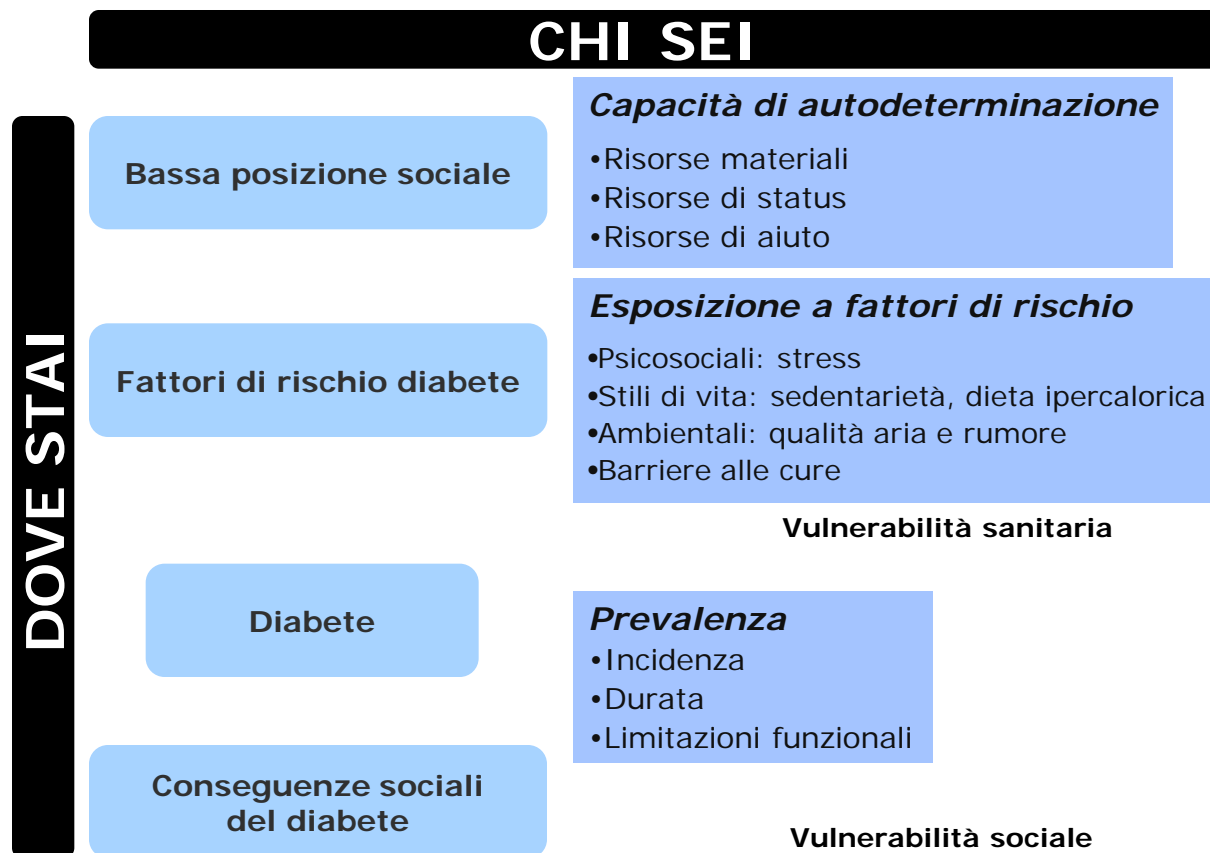 CHI SEI
DOVE STAI
Bassa posizione sociale
Capacità di autodeterminazione
•Risorse materiali
•Risorse di status
•Risorse di aiuto
Fattori di rischio diabete
Esposizione a fattori di rischio
•Psicosociali: stress
•Stili di vita: sedentarietà, dieta ipercalorica
•Ambientali: qualità aria e rumore
•Barriere alle cure
Vulnerabilità sanitaria
Diabete
Prevalenza
•Incidenza
•Durata
•Limitazioni funzionali
Conseguenze sociali
del diabete
Vulnerabilità sociale